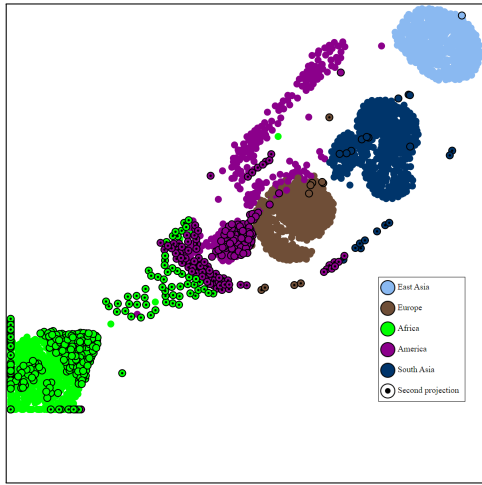 East Asia
Europe
Africa
America
South Asia
Second projection